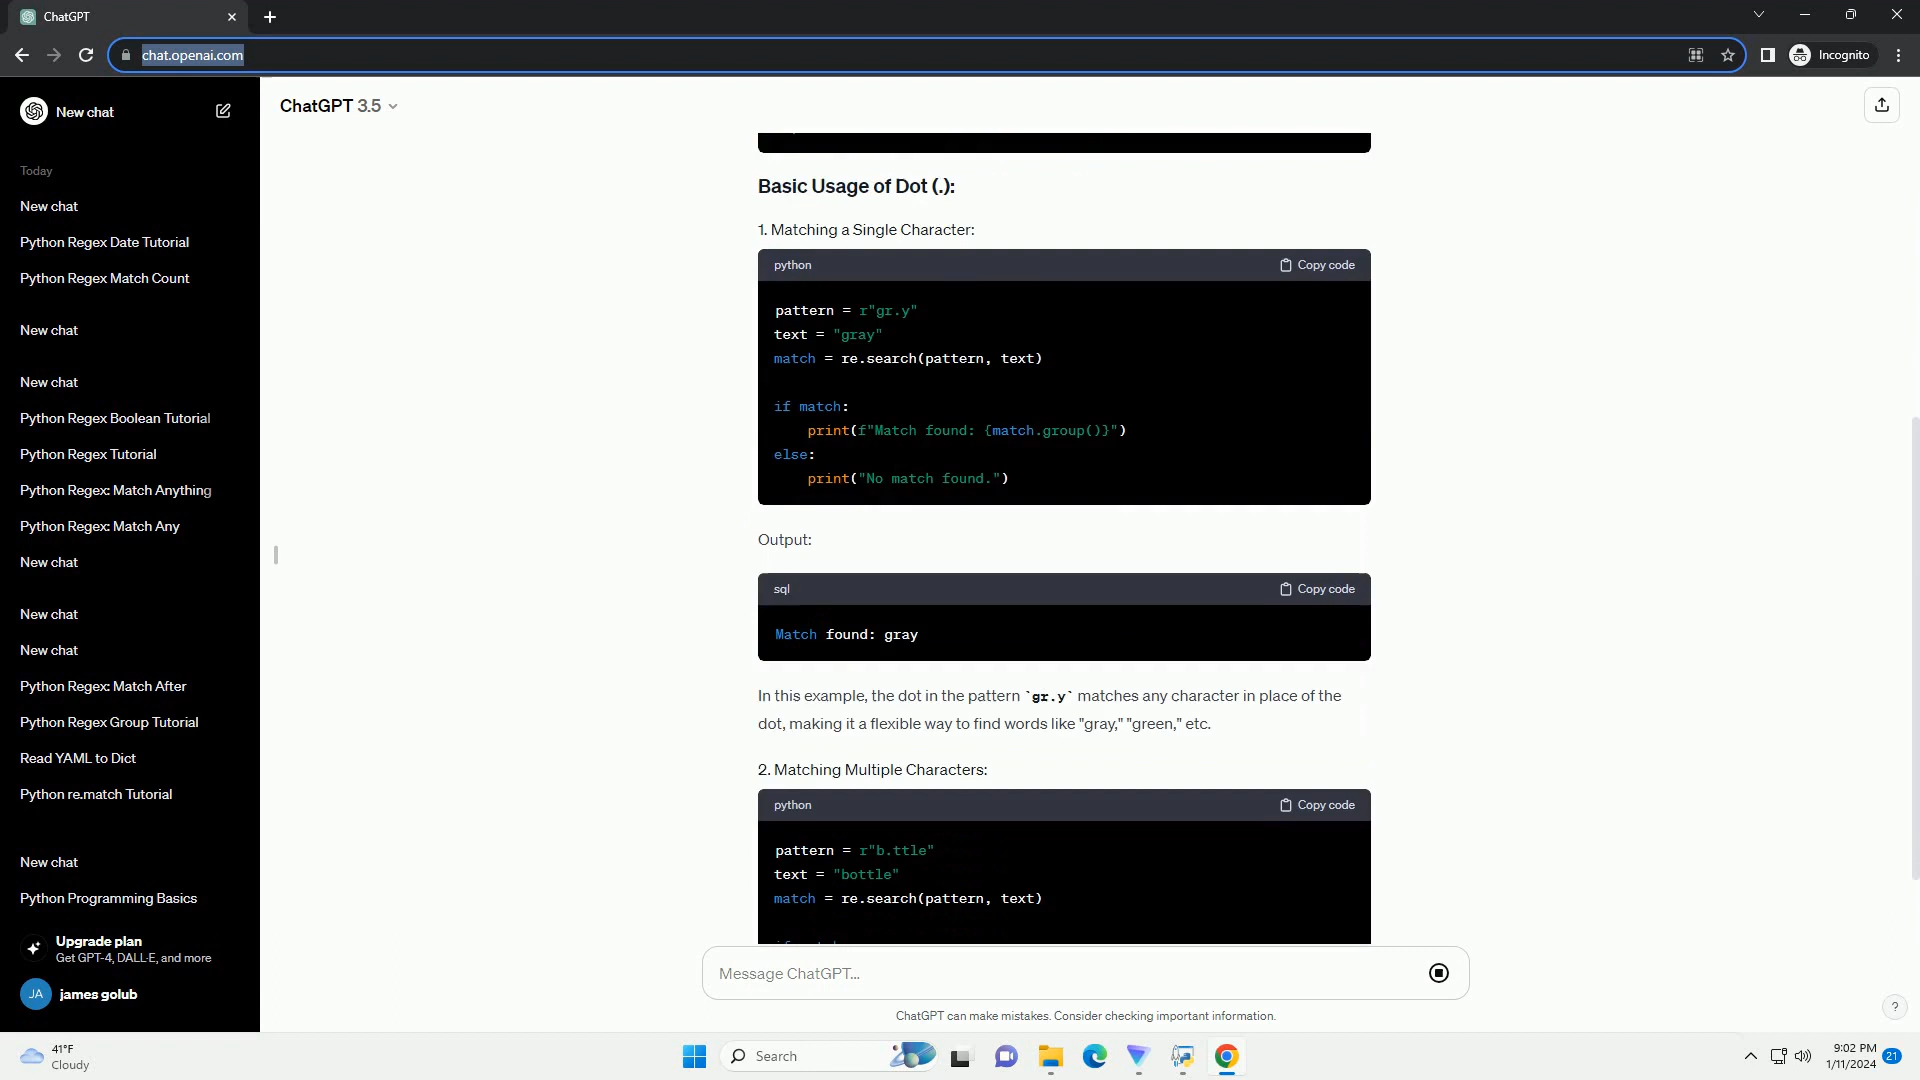 ChatGPT
chat.openai.com
Incognito
New chat
Today
New chat
Python Regex Date Tutorial
Python Regex Match Count
New chat
New chat
Python Regex Boolean Tutorial
Python Regex Tutorial
Python Regex: Match Anything
Python Regex: Match Any
New chat
New chat
New chat
Python Regex: Match After
Python Regex Group Tutorial
Read YAML to Dict
Python re.match Tutorial
New chat
Python Programming Basics
Upgrade plan
Get GPT-4, DALL·E, and more
JA james golub
ChatGPT 3.5
Basic Usage of Dot (.):
1. Matching a Single Character:
python Copy code
pattern = r"gr.y"
text = "gray"
match = re.search(pattern, text)
if match:
print(f"Match found: {match.group()}")
else:
print("No match found.")
Output:
sql Copy code
Match found: gray
In this example, the dot in the pattern `gr.y` matches any character in place of the
dot, making it a flexible way to find words like "gray," "green," etc.
2. Matching Multiple Characters:
python Copy code
pattern = r"b.ttle"
text = "bottle"
match = re.search(pattern, text)
Message ChatGPT...
ChatGPT can make mistakes. Consider checking important information.
?
41°F
Cloudy
Search
9:02 PM
1/11/2024
21